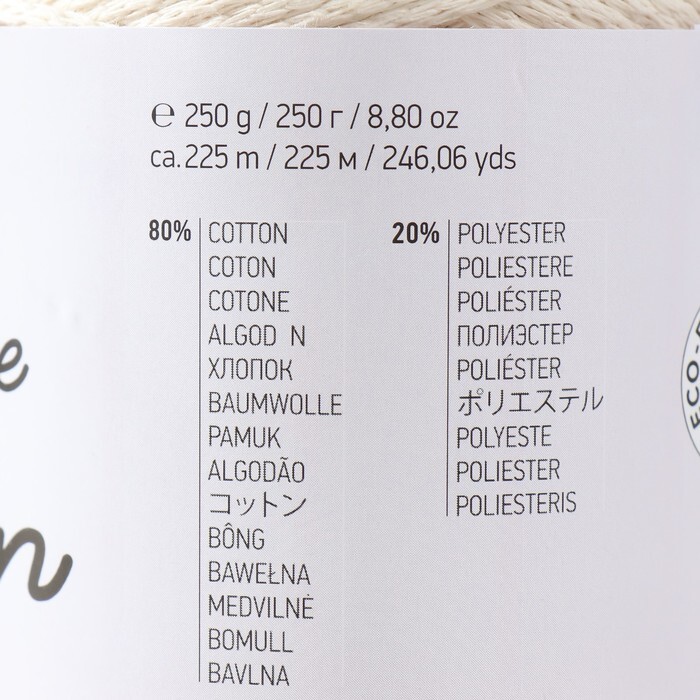 ℮ 250 g / 250 г / 8,80 oz
ca.225 m / 225 м / 246,06 yds
80%
COTTON
COTON
COTONE
ALGOD N
ХЛОПОК
BAUMWOLLE
PAMUK
ALGODÃO
コットン
BÔNG
BAWEŁNA
MEDVILNĖ
BOMULL
BAVLNA
20%
POLYESTER
POLIESTERE
POLIÉSTER
ПОЛИЭСТЕР
POLIÉSTER
ポリエステル
POLYESTE
POLIESTER
POLIESTERIS
e
n
ECO-